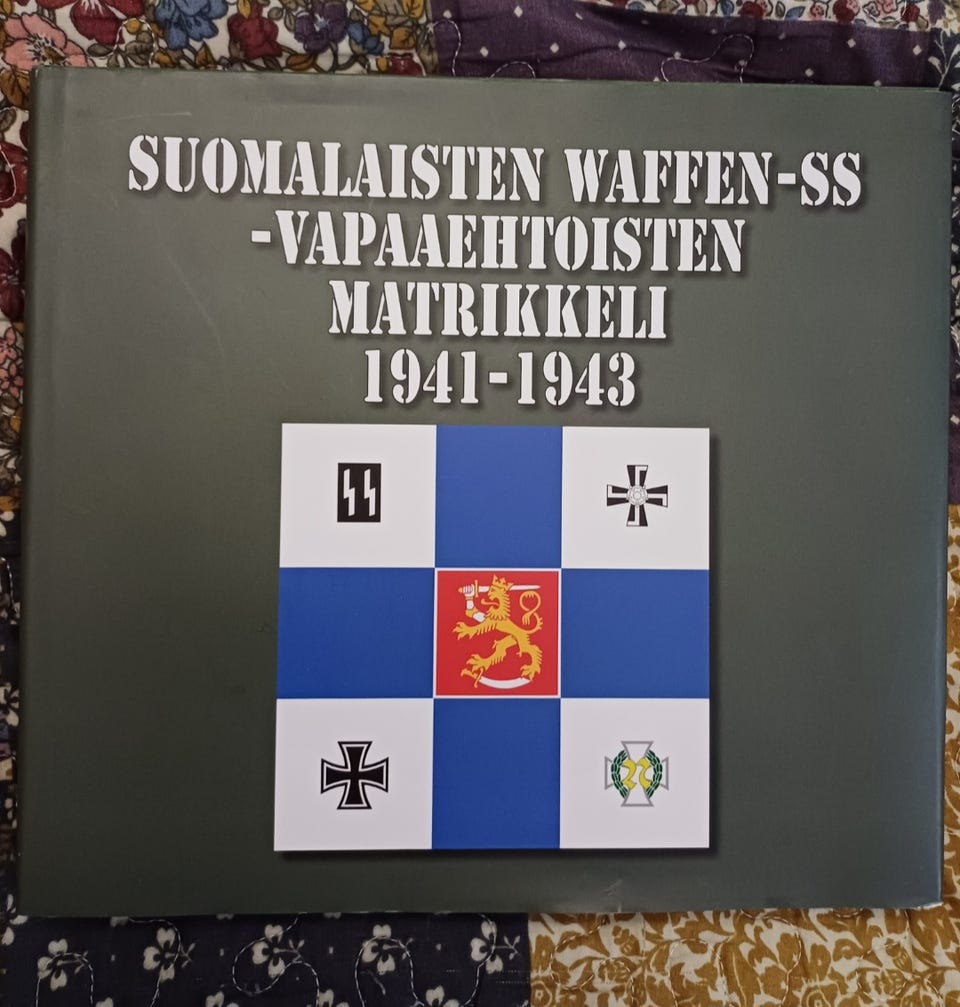 SUOMALAISTEN WAFFEN-SS
-VAPAAEHTOISTEN
MATRIKKELI
1941-1943